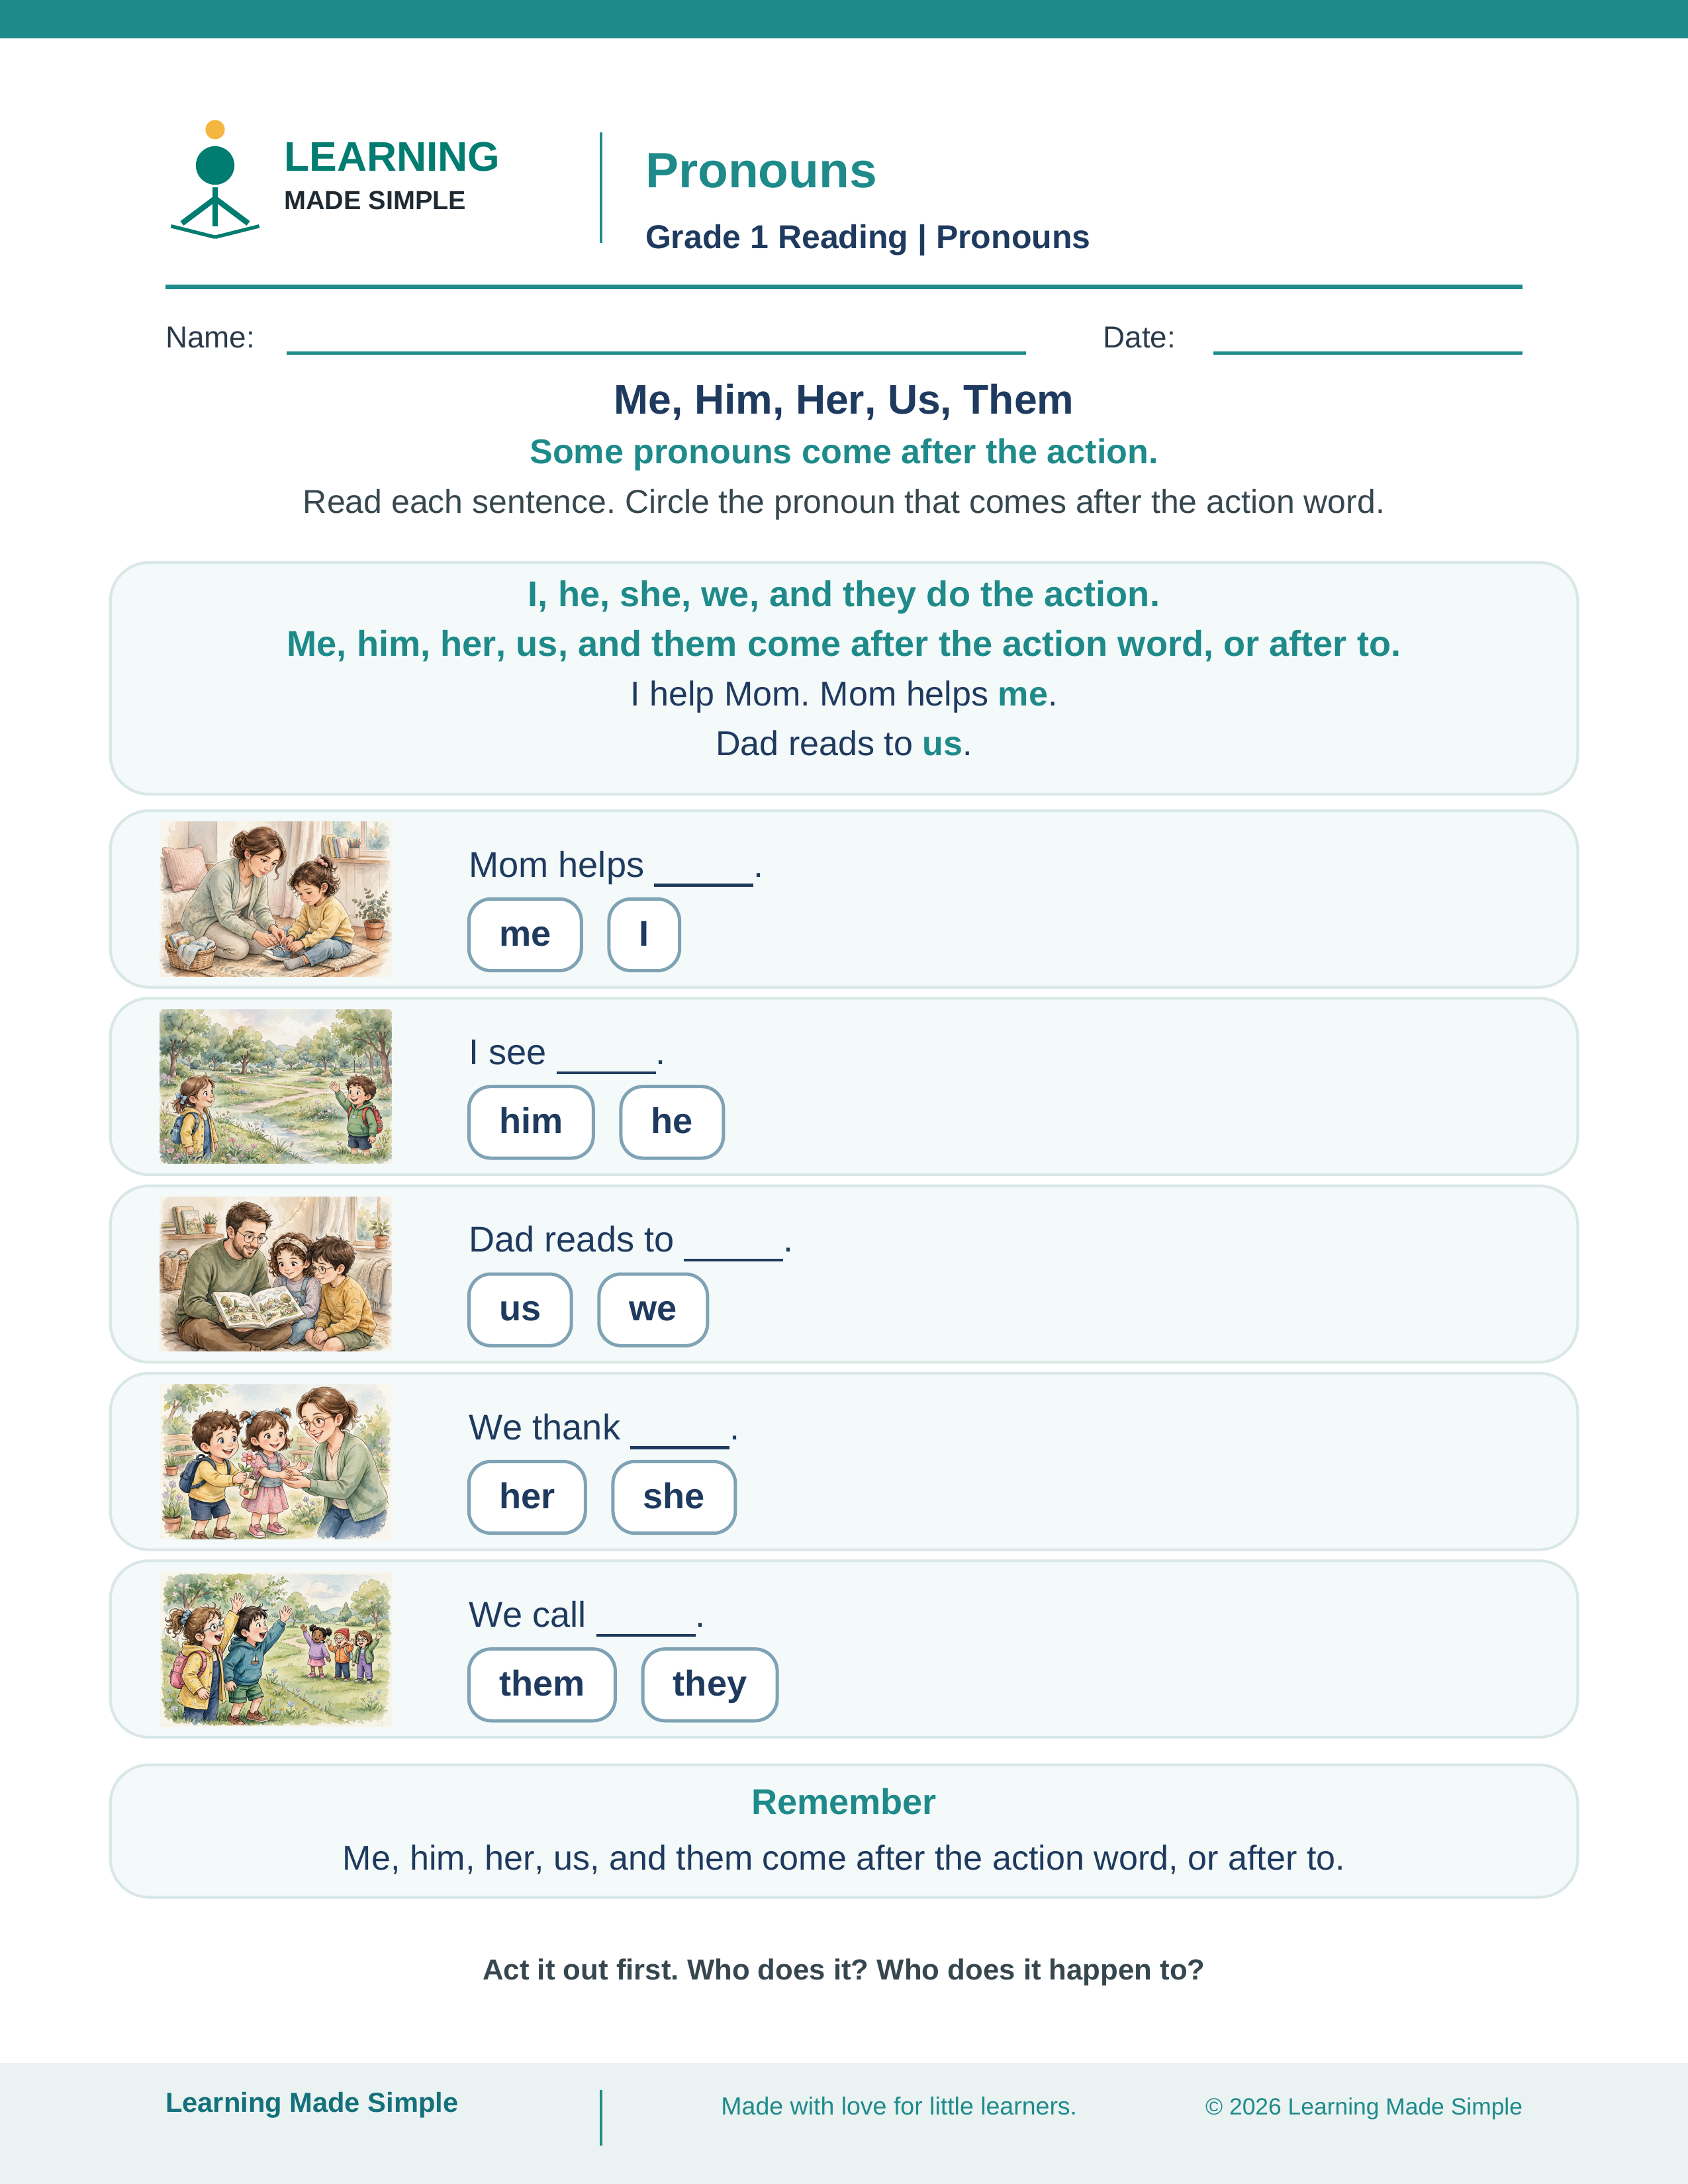 LEARNING
MADE SIMPLE
Pronouns
Grade 1 Reading | Pronouns
Name: Date:
Me, Him, Her, Us, Them
Some pronouns come after the action.
Read each sentence. Circle the pronoun that comes after the action word.
I, he, she, we, and they do the action.
Me, him, her, us, and them come after the action word, or after to.
I help Mom. Mom helps me.
Dad reads to us.
Mom helps _____.
me I
I see _____.
him he
Dad reads to _____.
us we
We thank _____.
her she
We call _____.
them they
Remember
Me, him, her, us, and them come after the action word, or after to.
Act it out first. Who does it? Who does it happen to?
Learning Made Simple Made with love for little learners. © 2026 Learning Made Simple